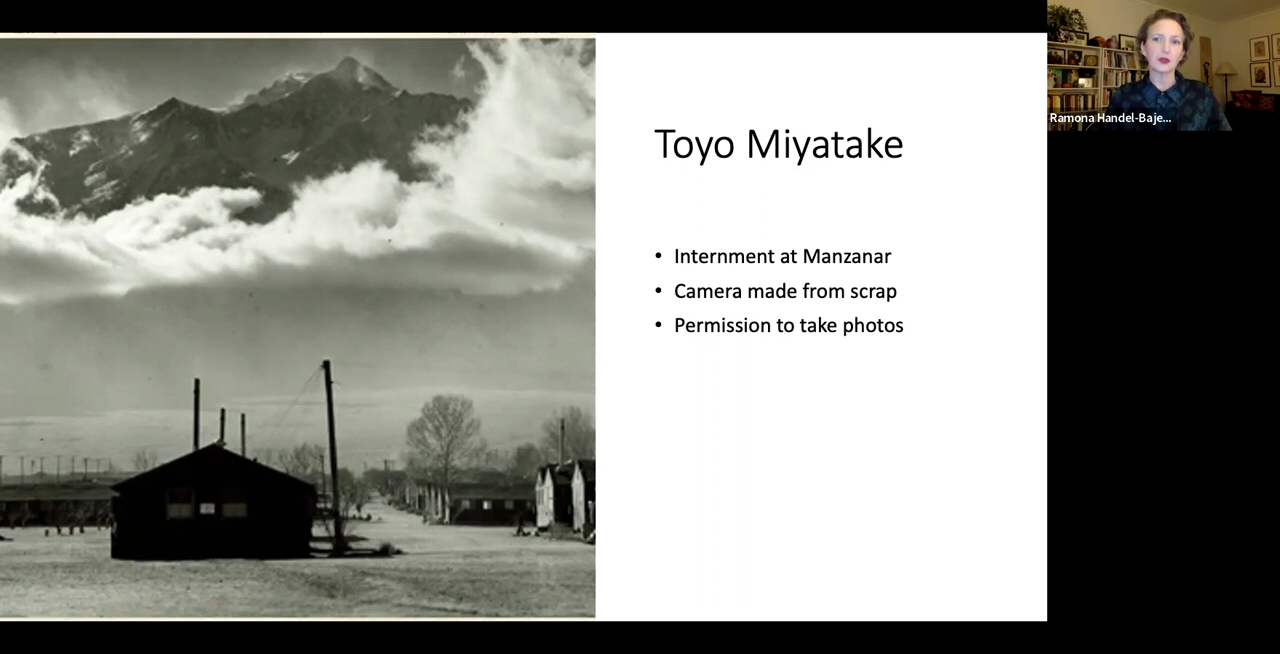 Toyo Miyatake
• Internment at Manzanar
• Camera made from scrap
• Permission to take photos
Ramona Handel-Baje...